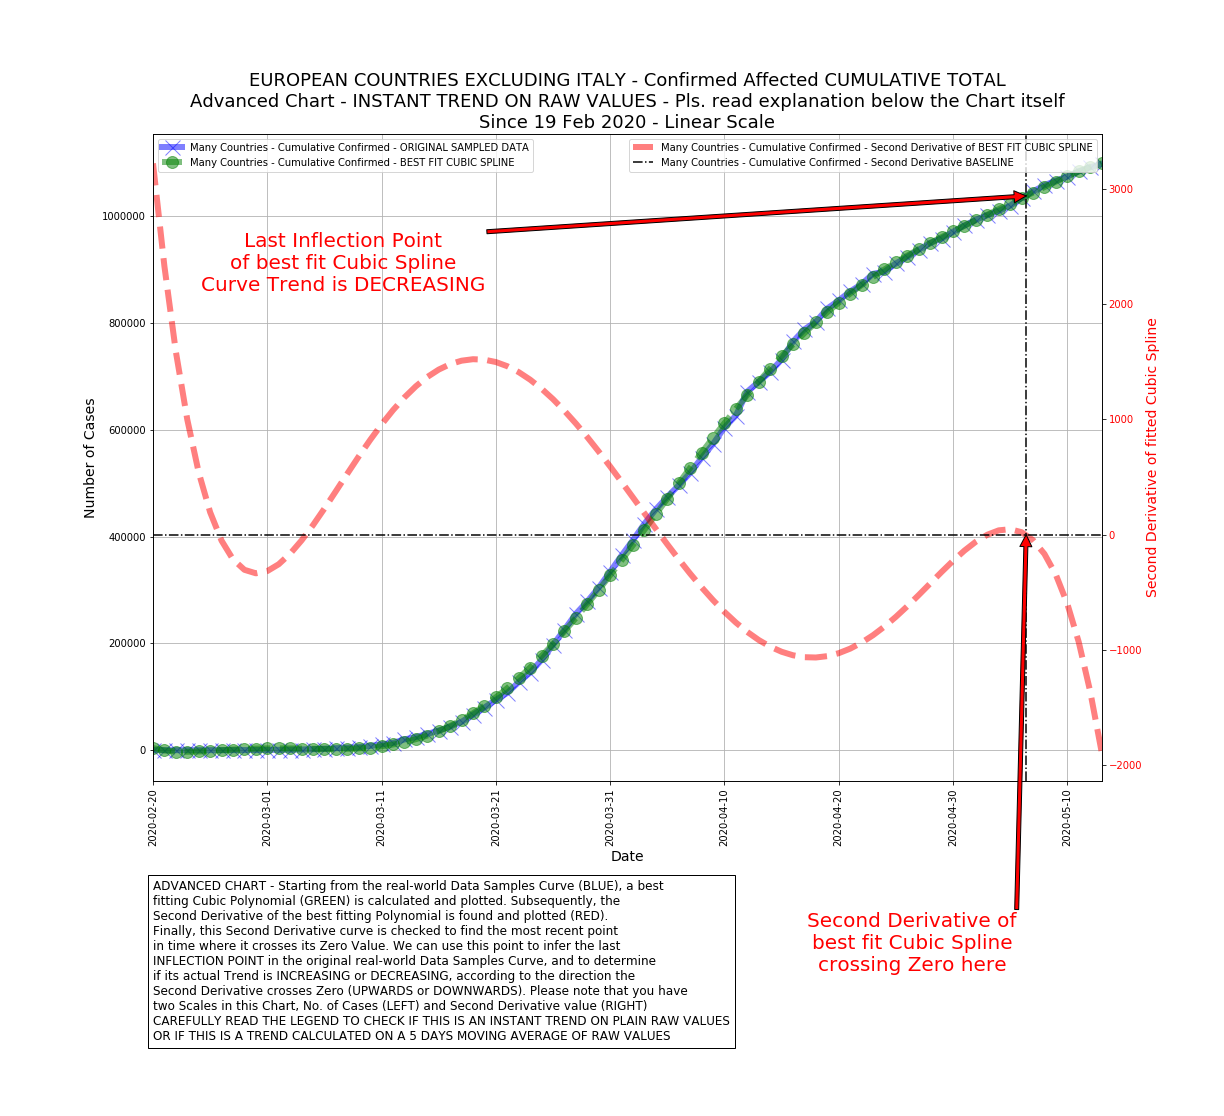 EUROPEAN COUNTRIES EXCLUDING ITALY - Confirmed Affected CUMULATIVE TOTAL
Advanced Chart - INSTANT TREND ON RAW VALUES - Pls. read explanation below the Chart itself
Since 19 Feb 2020 - Linear Scale
Many Countries - Cumulative Confirmed - ORIGINAL SAMPLED DATA
Many Countries - Cumulative Confirmed - BEST FIT CUBIC SPLINE
Many Countries - Cumulative Confirmed - Second Derivative of BEST FIT CUBIC SPLINE
Many Countries - Cumulative Confirmed - Second Derivative BASELINE
Last Inflection Point
of best fit Cubic Spline
Curve Trend is DECREASING
Number of Cases
1000000
800000
600000
400000
200000
0
3000
2000
1000
0
−1000
−2000
Second Derivative of fitted Cubic Spline
2020-02-20
2020-03-01
2020-03-11
2020-03-21
2020-03-31
2020-04-10
2020-04-20
2020-04-30
2020-05-10
Date
ADVANCED CHART - Starting from the real-world Data Samples Curve (BLUE), a best
fitting Cubic Polynomial (GREEN) is calculated and plotted. Subsequently, the
Second Derivative of the best fitting Polynomial is found and plotted (RED).
Finally, this Second Derivative curve is checked to find the most recent point
in time where it crosses its Zero Value. We can use this point to infer the last
INFLECTION POINT in the original real-world Data Samples Curve, and to determine
if its actual Trend is INCREASING or DECREASING, according to the direction the
Second Derivative crosses Zero (UPWARDS or DOWNWARDS). Please note that you have
two Scales in this Chart, No. of Cases (LEFT) and Second Derivative value (RIGHT)
CAREFULLY READ THE LEGEND TO CHECK IF THIS IS AN INSTANT TREND ON PLAIN RAW VALUES
OR IF THIS IS A TREND CALCULATED ON A 5 DAYS MOVING AVERAGE OF RAW VALUES
Second Derivative of
best fit Cubic Spline
crossing Zero here